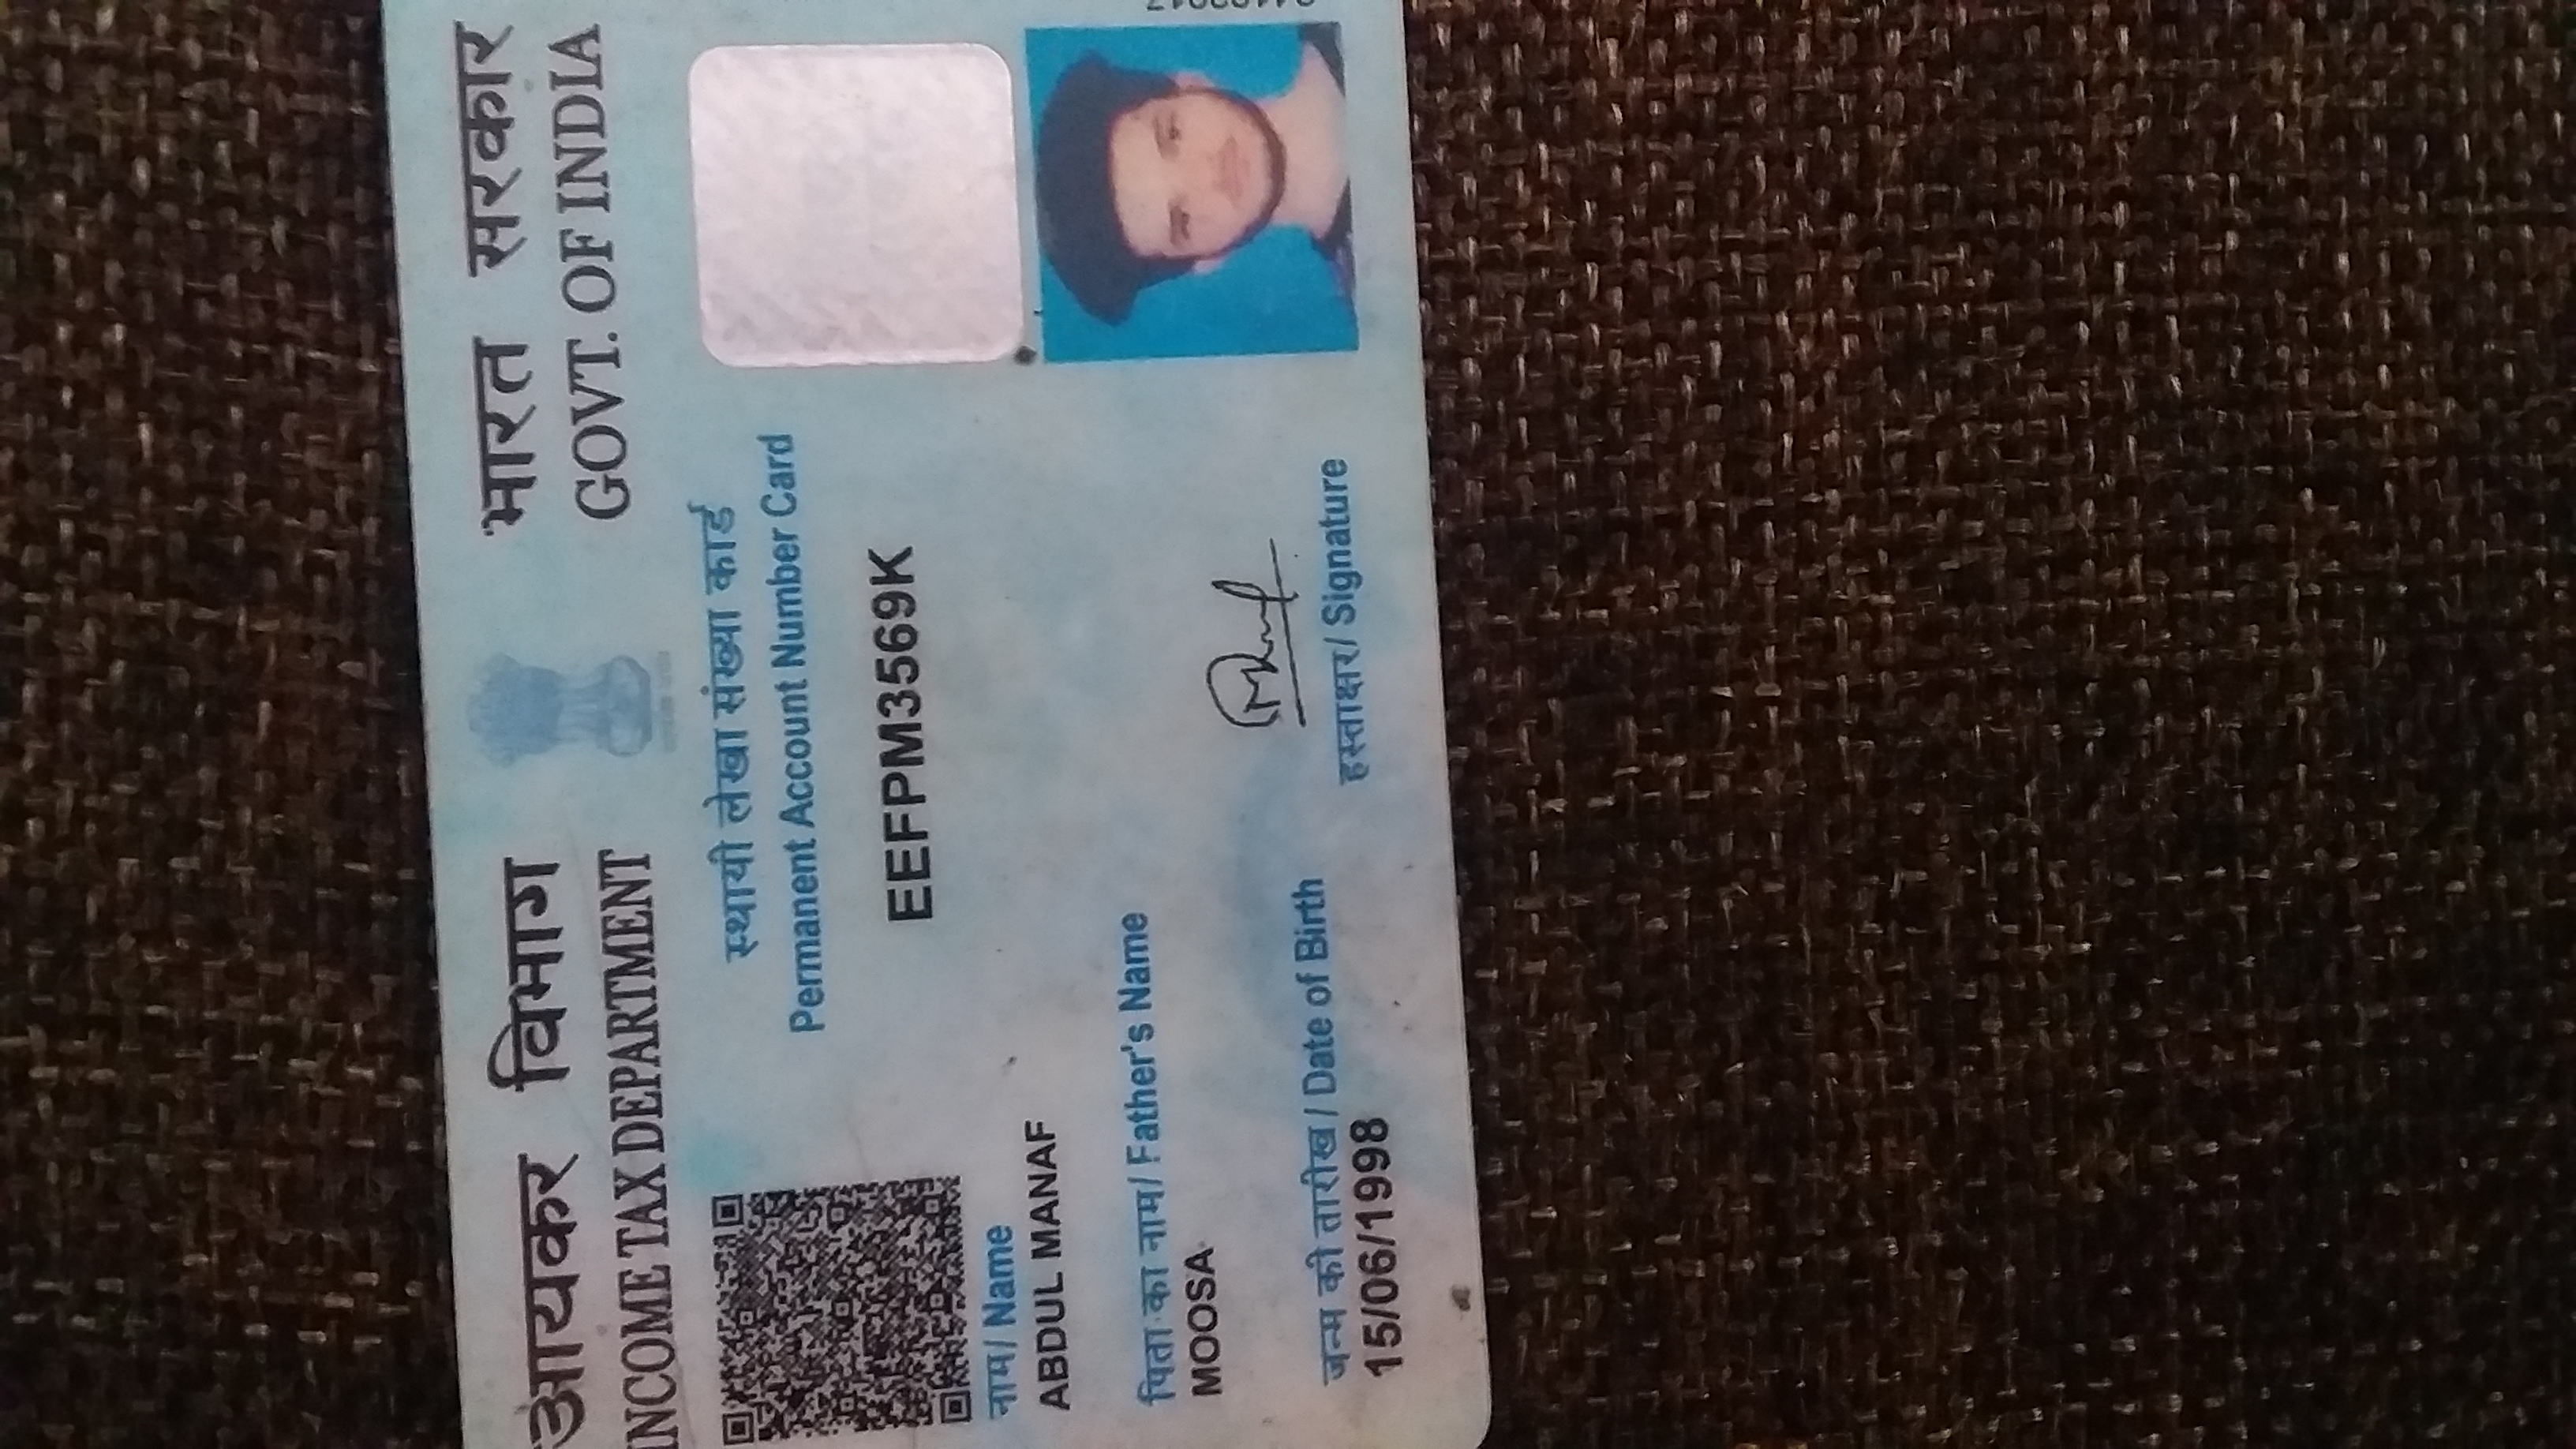 आयकर विभाग
INCOME TAX DEPARTMENT
भारत सरकार
GOVT. OF INDIA
स्थायी लेखा संख्या कार्ड
Permanent Account Number Card
EEFPM3569K
नाम/ Name
ABDUL MANAF
पिता का नाम/ Father's Name
MOOSA
जन्म की तारीख / Date of Birth
15/06/1998
हस्ताक्षर/ Signature